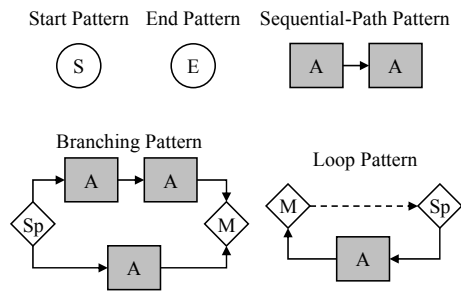 Start Pattern End Pattern Sequential-Path Pattern
S E A A
Branching Pattern
A A
Sp M
A
Loop Pattern
M Sp
A